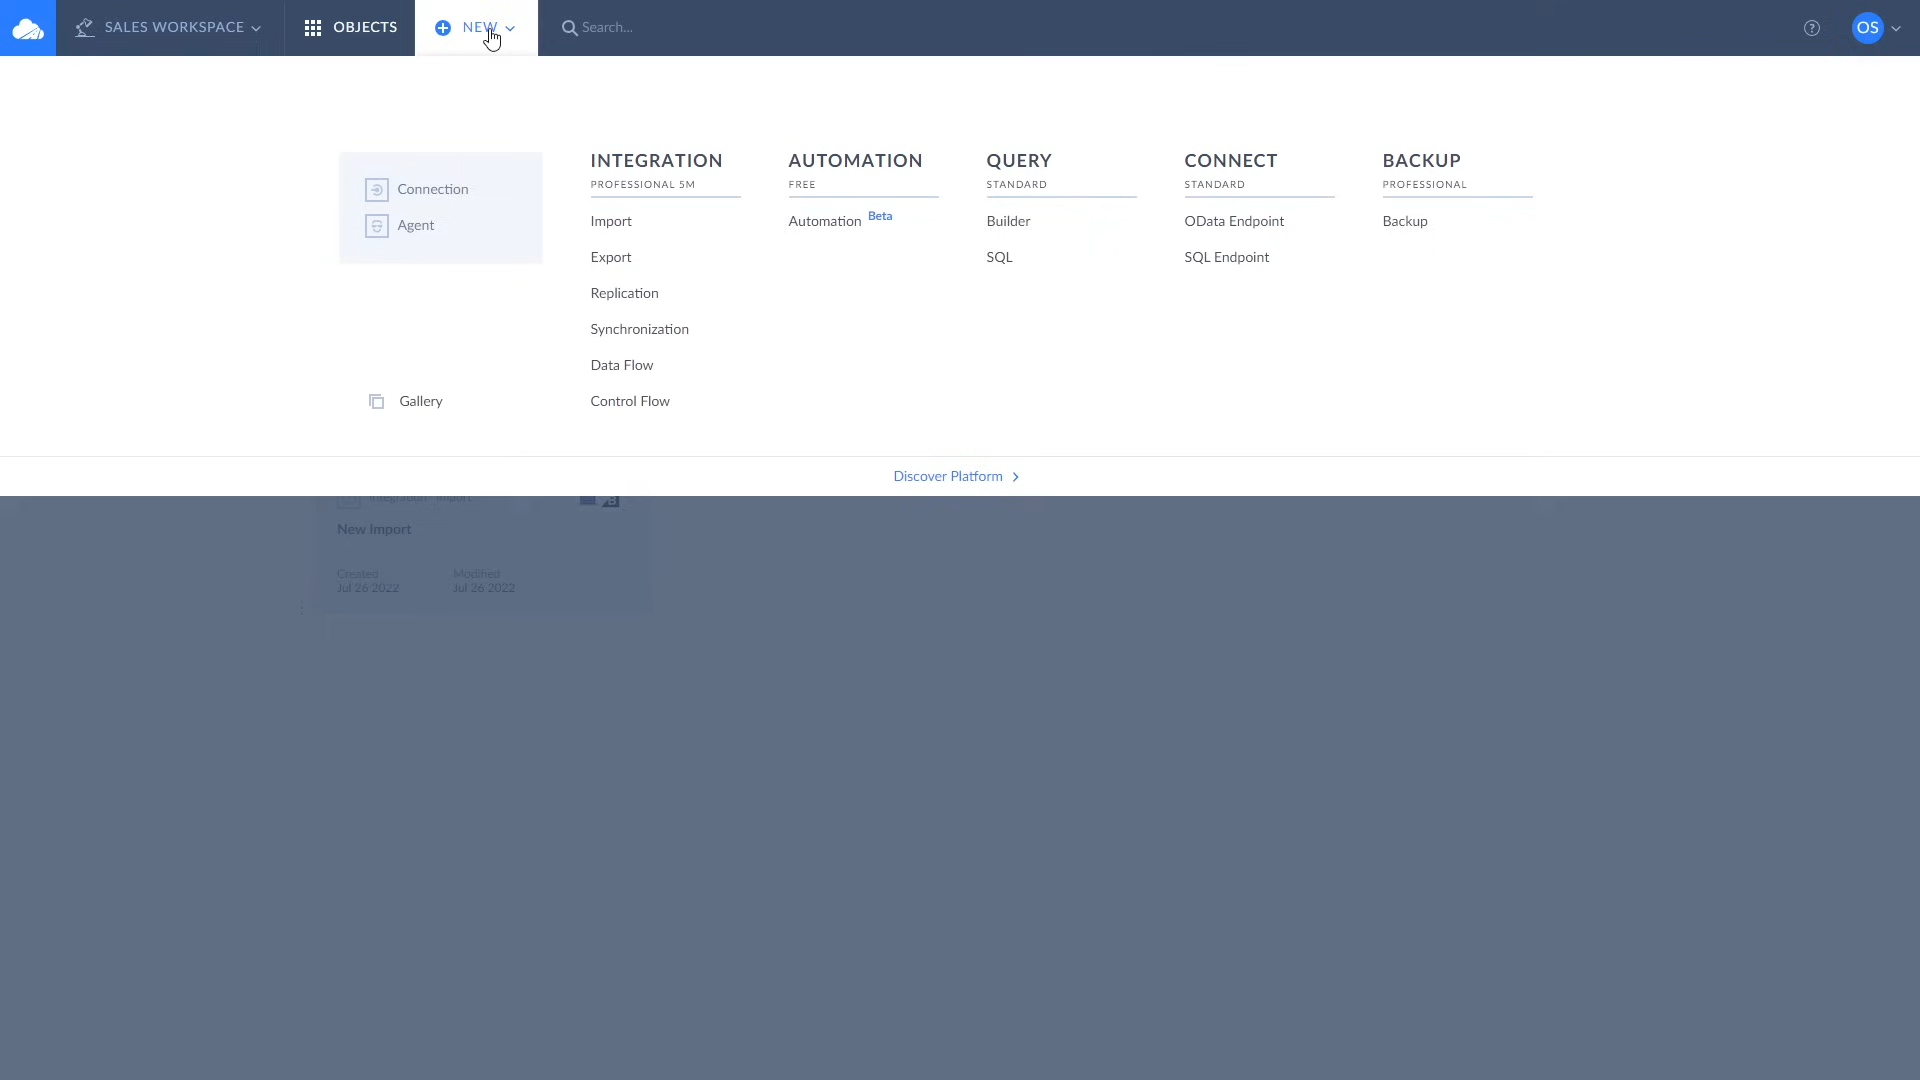 SALES WORKSPACE
OBJECTS
NEW
Search...
OS
Connection
Agent
Gallery
INTEGRATION
PROFESSIONAL 5M
Import
Export
Replication
Synchronization
Data Flow
Control Flow
AUTOMATION
FREE
Automation Beta
QUERY
STANDARD
Builder
SQL
CONNECT
STANDARD
OData Endpoint
SQL Endpoint
BACKUP
PROFESSIONAL
Backup
Discover Platform
Integration Import
New Import
Created Modified
Jul 26 2022 Jul 26 2022